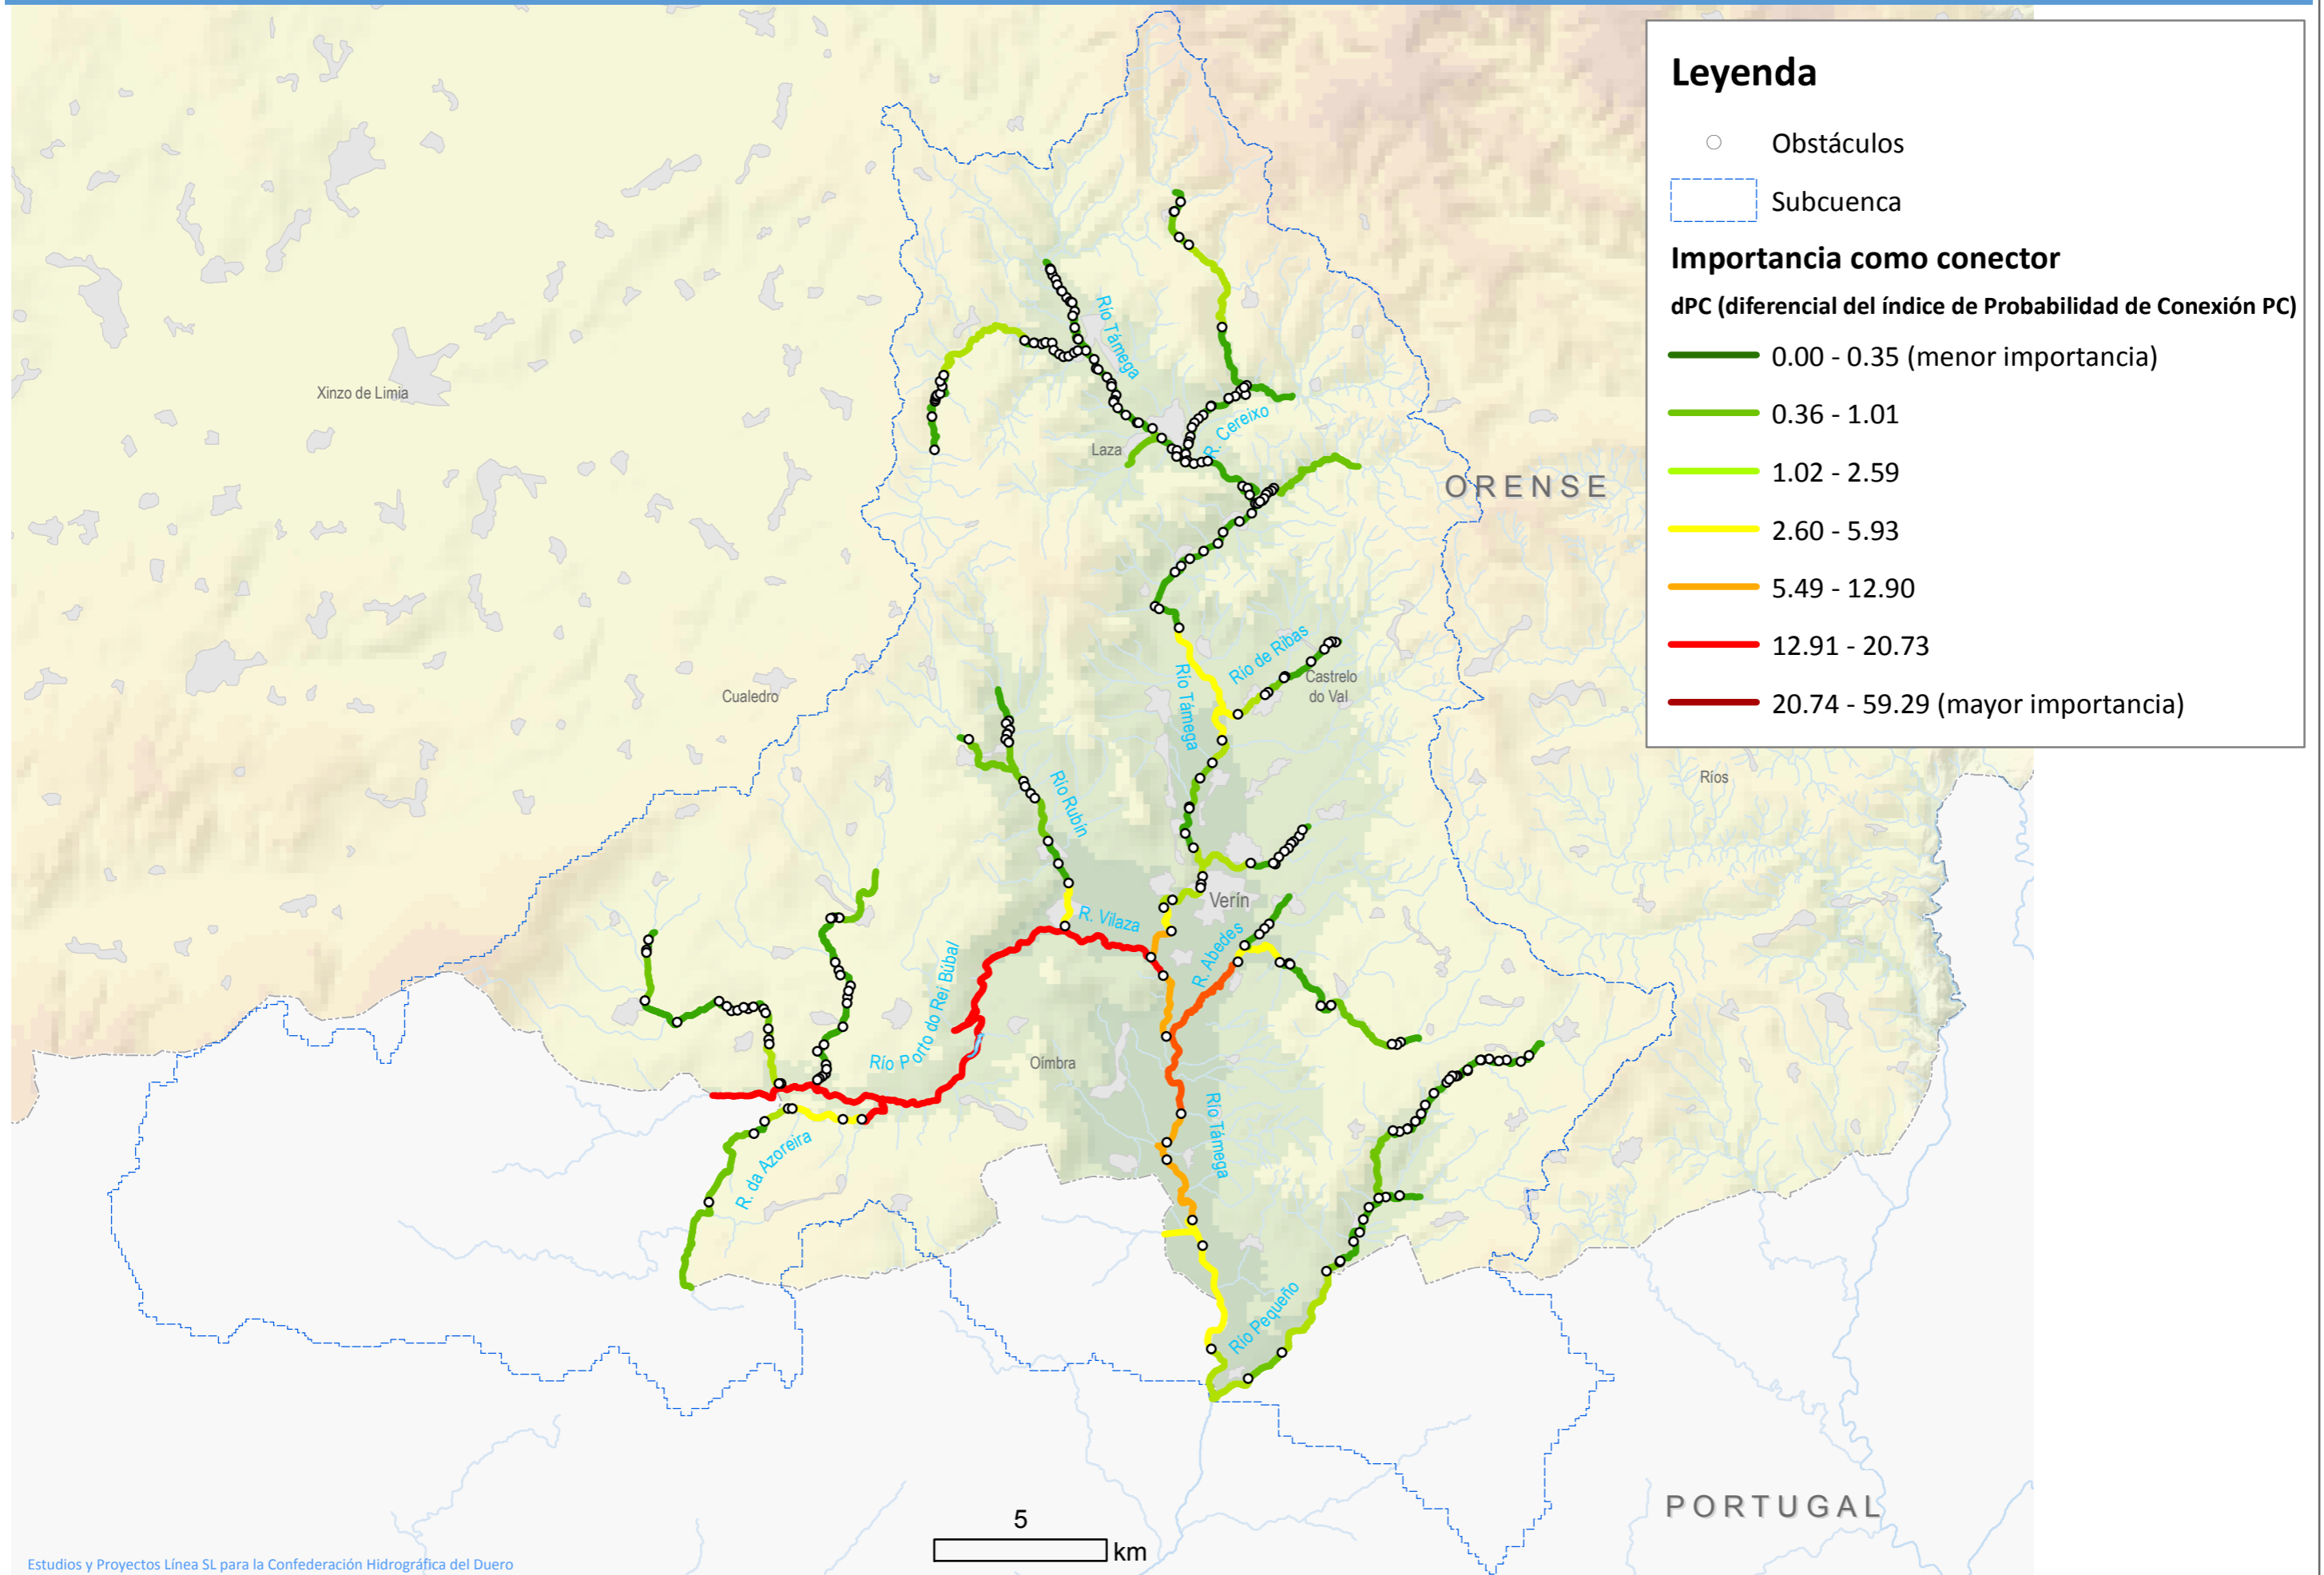 Leyenda
Obstáculos
Subcuenca
Importancia como conector
dPC (diferencial del índice de Probabilidad de Conexión PC)
0.00 - 0.35 (menor importancia)
0.36 - 1.01
1.02 - 2.59
2.60 - 5.93
5.49 - 12.90
12.91 - 20.73
20.74 - 59.29 (mayor importancia)
Río Támega
Xinzo de Limia
R. Cereixo
Laza
ORENSE
Río de Ribas
Castrelo
do Val
Río Támega
Cualedro
Ríos
Río Rubín
Verín
R. Vilaza
R. Abedes
Río Porto do Rei Búbal
Oímbra
Río Támega
R. da Azoreira
Río Pequeño
PORTUGAL
5
km
Estudios y Proyectos Línea SL para la Confederación Hidrográfica del Duero